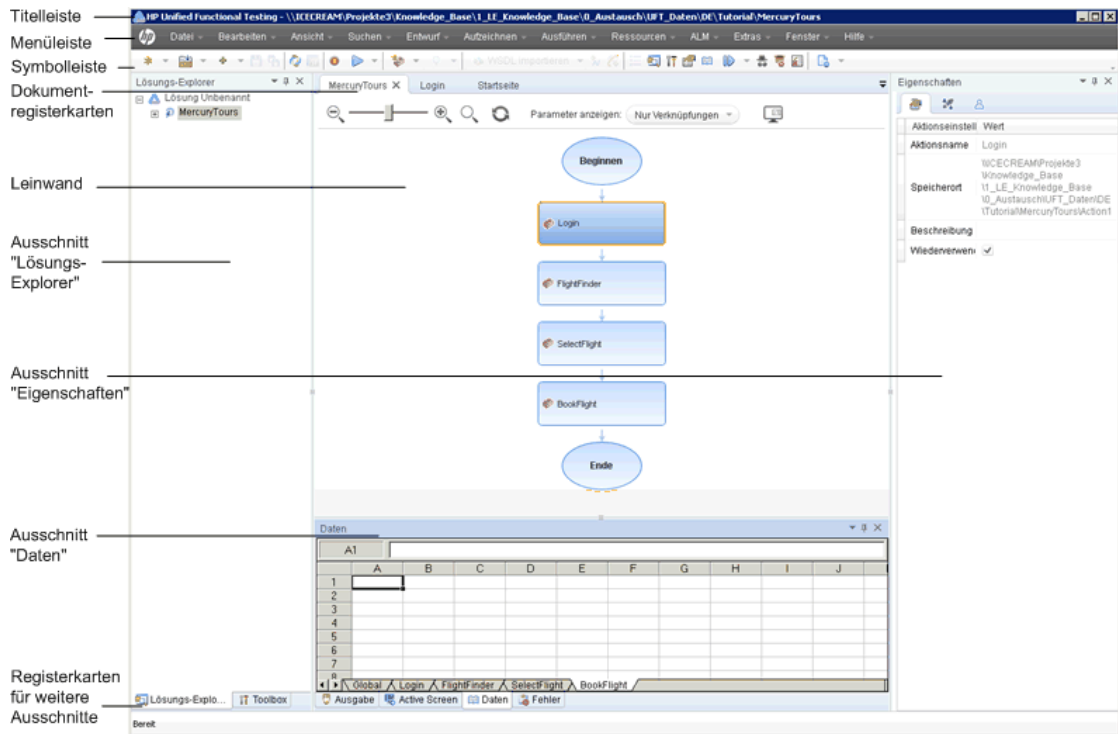 Titelleiste
HP Unified Functional Testing - \\ICECREAM\Projekte3\Knowledge_Base\1_LE_Knowledge_Base\0_Austausch\UFT_Daten\DE\Tutorial\MercuryTours
Menüleiste
hp Datei Bearbeiten Ansicht Suchen Entwurf Aufzeichnen Ausführen Ressourcen ALM Extras Fenster Hilfe
Symbolleiste
WSDL importieren
Dokument-
registerkarten
Lösungs-Explorer
Lösung Unbenannt
MercuryTours
MercuryTours X Login Startseite
Parameter anzeigen: Nur Verknüpfungen
Beginnen
Login
FlightFinder
SelectFlight
BookFlight
Ende
Eigenschaften
Aktionseinstell Wert
Aktionsname Login
Speicherort
\\ICECREAM\Projekte3
\Knowledge_Base
\1_LE_Knowledge_Base
\0_Austausch\UFT_Daten\DE
\Tutorial\MercuryTours\Action1
Beschreibung
Wiederverwen
Leinwand
Ausschnitt
"Lösungs-
Explorer"
Ausschnitt
"Eigenschaften"
Ausschnitt
"Daten"
Daten
A1
A B C D E F G H I J
1
2
3
4
5
6
7
8
Global Login FlightFinder SelectFlight BookFlight
Registerkarten
für weitere
Ausschnitte
Lösungs-Explo... Toolbox
Ausgabe Active Screen Daten Fehler
Bereit